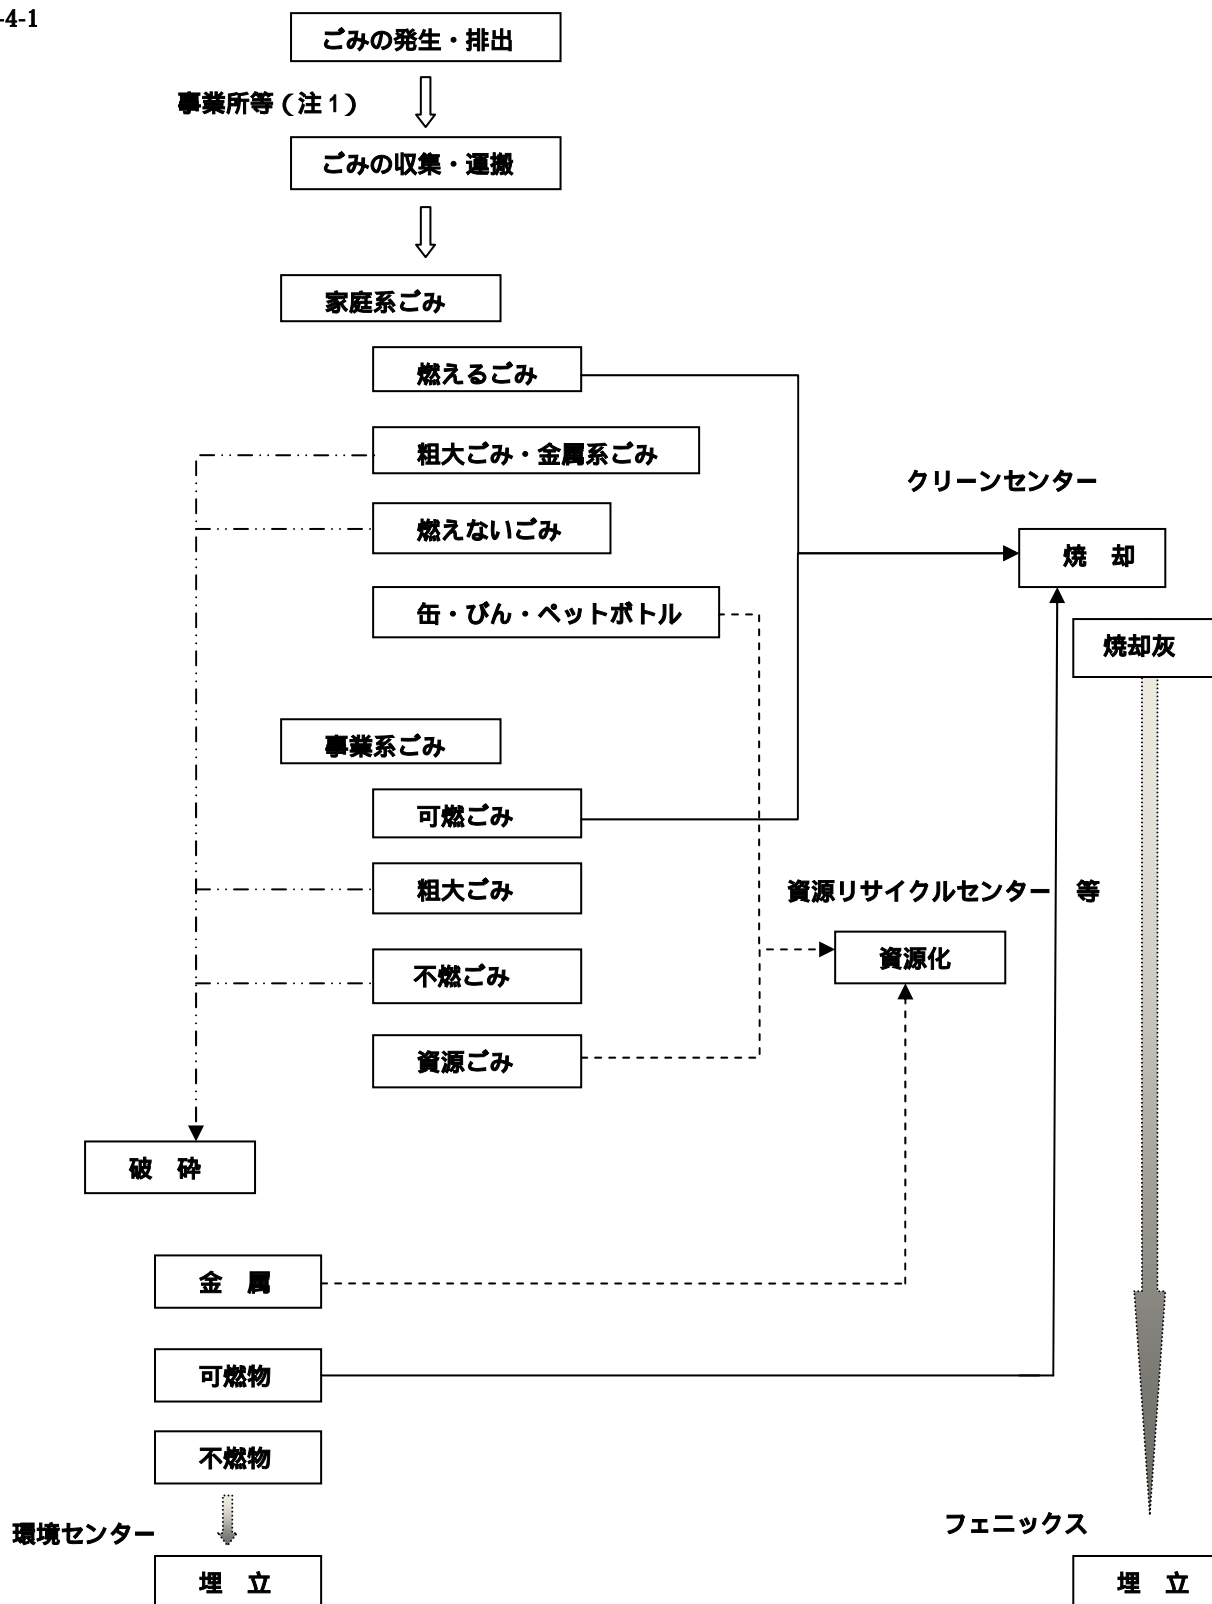 -4-1
ごみの発生・排出
事業所等（注１）
ごみの収集・運搬
家庭系ごみ
燃えるごみ
粗大ごみ・金属系ごみ
クリーンセンター
燃えないごみ
焼　却
缶・びん・ペットボトル
焼却灰
事業系ごみ
可燃ごみ
粗大ごみ
資源リサイクルセンター　等
資源化
不燃ごみ
資源ごみ
破　砕
金　属
可燃物
不燃物
環境センター
フェニックス
埋　立
埋　立